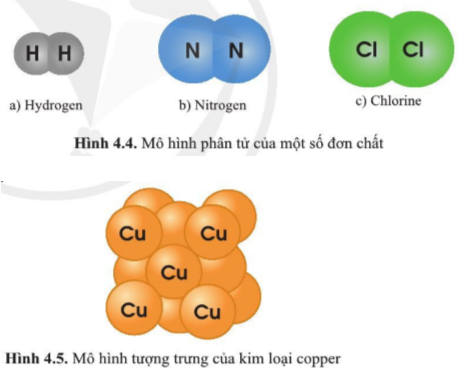 H H
N N
Cl Cl
a) Hydrogen
b) Nitrogen
c) Chlorine
Hình 4.4. Mô hình phân tử của một số đơn chất
Cu Cu
Cu
Cu Cu
Hình 4.5. Mô hình tượng trưng của kim loại copper